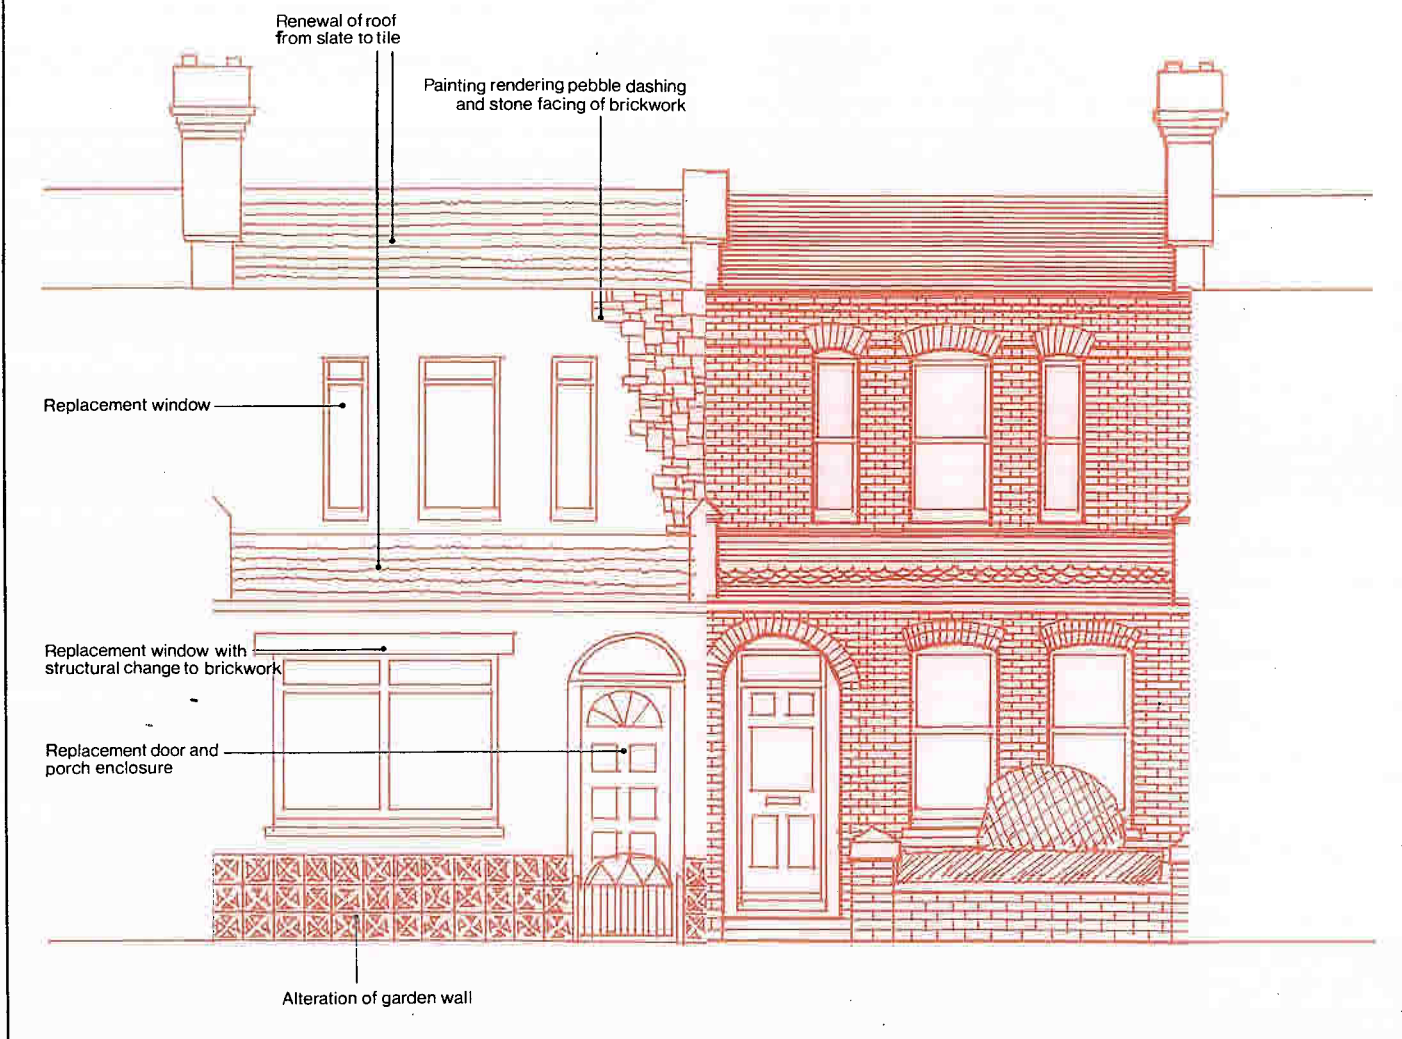 Renewal of roof
from slate to tile
Painting rendering pebble dashing
and stone facing of brickwork
Replacement window
Replacement window with
structural change to brickwork
Replacement door and
porch enclosure
Alteration of garden wall